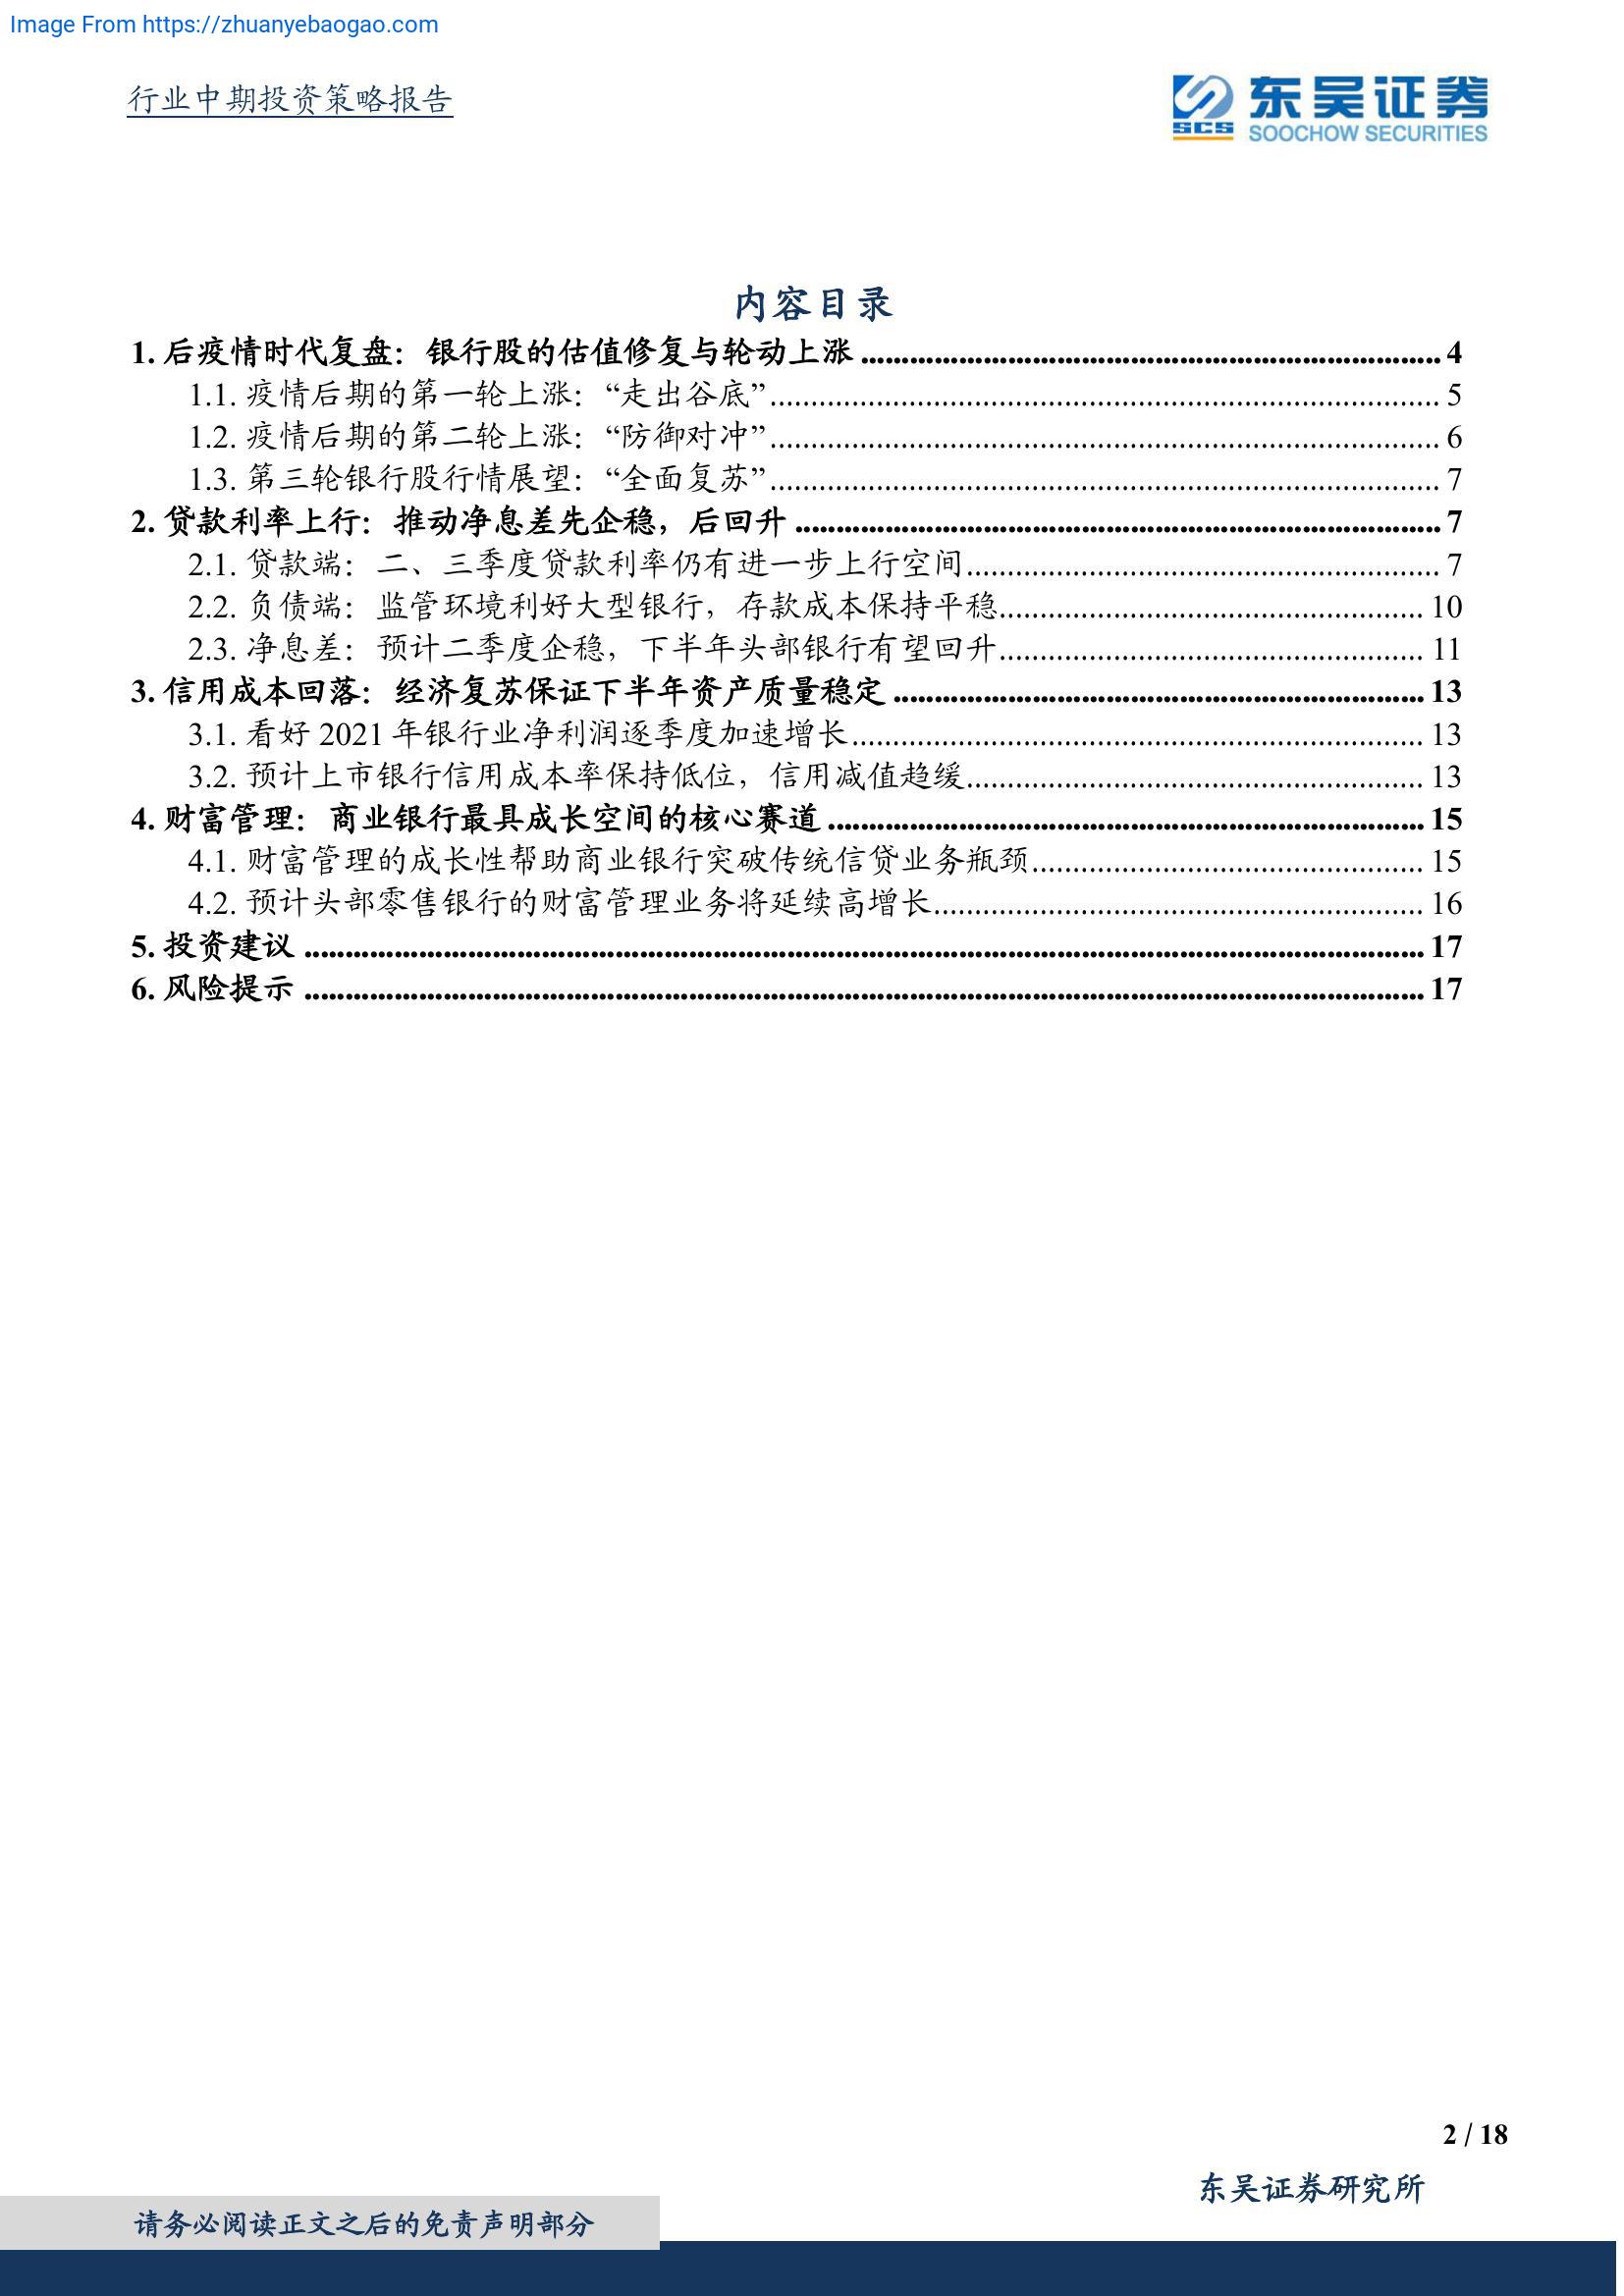 Image From https://zhuanyebaogao.com
行业中期投资策略报告
东吴证券
SCS
SOOCHOW SECURITIES
内容目录
1. 后疫情时代复盘：银行股的估值修复与轮动上涨 ........................................................................ 4
1.1. 疫情后期的第一轮上涨：“走出谷底”.................................................................................. 5
1.2. 疫情后期的第二轮上涨：“防御对冲”.................................................................................. 6
1.3. 第三轮银行股行情展望：“全面复苏”.................................................................................. 7
2. 贷款利率上行：推动净息差先企稳，后回升 ................................................................................ 7
2.1. 贷款端：二、三季度贷款利率仍有进一步上行空间.......................................................... 7
2.2. 负债端：监管环境利好大型银行，存款成本保持平稳.................................................... 10
2.3. 净息差：预计二季度企稳，下半年头部银行有望回升.................................................... 11
3. 信用成本回落：经济复苏保证下半年资产质量稳定 .................................................................. 13
3.1. 看好 2021 年银行业净利润逐季度加速增长...................................................................... 13
3.2. 预计上市银行信用成本率保持低位，信用减值趋缓........................................................ 13
4. 财富管理：商业银行最具成长空间的核心赛道 .......................................................................... 15
4.1. 财富管理的成长性帮助商业银行突破传统信贷业务瓶颈................................................ 15
4.2. 预计头部零售银行的财富管理业务将延续高增长............................................................ 16
5. 投资建议 .......................................................................................................................................... 17
6. 风险提示 .......................................................................................................................................... 17
2 / 18
东吴证券研究所
请务必阅读正文之后的免责声明部分